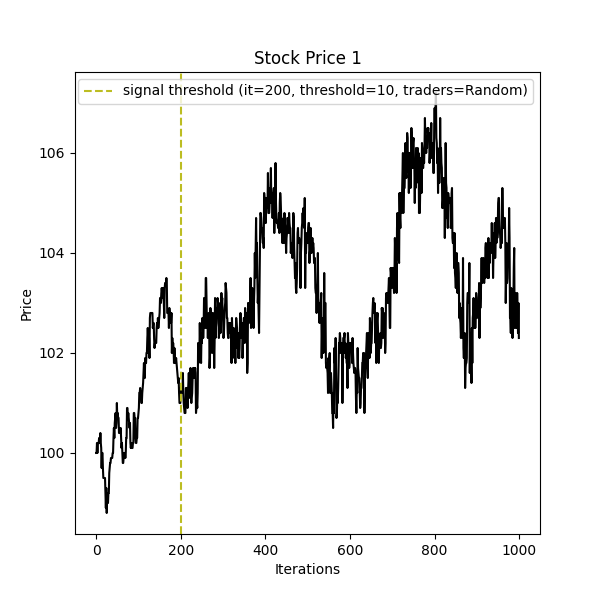 Stock Price 1
signal threshold (it=200, threshold=10, traders=Random)
106
104
102
100
Price
0 200 400 600 800 1000
Iterations